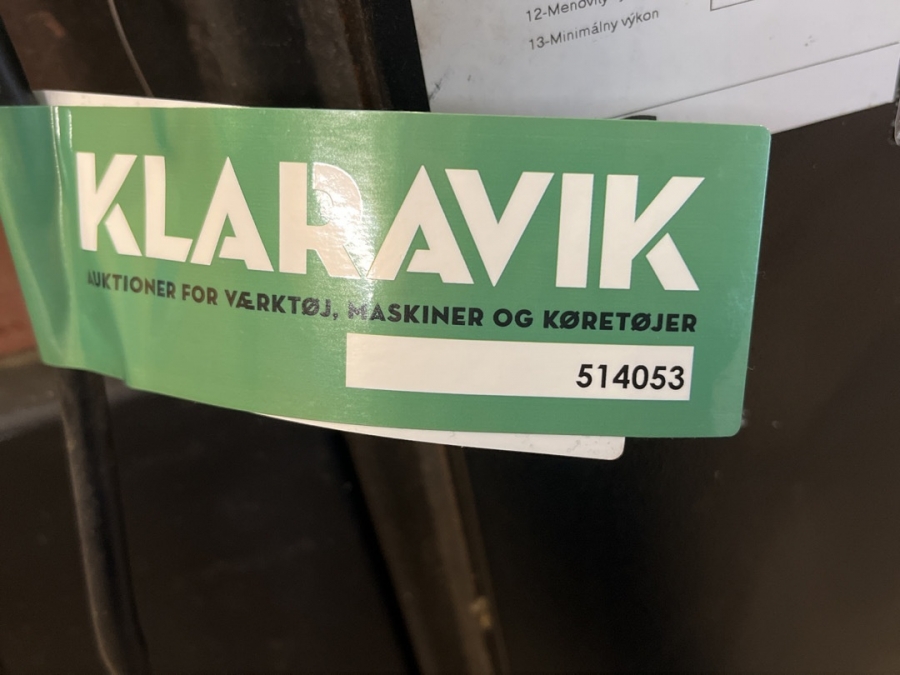 12-Menovitý
13-Minimálny výkon
KLARAVIK
AUKTIONER FOR VÆRKTØJ, MASKINER OG KØRETØJER
514053